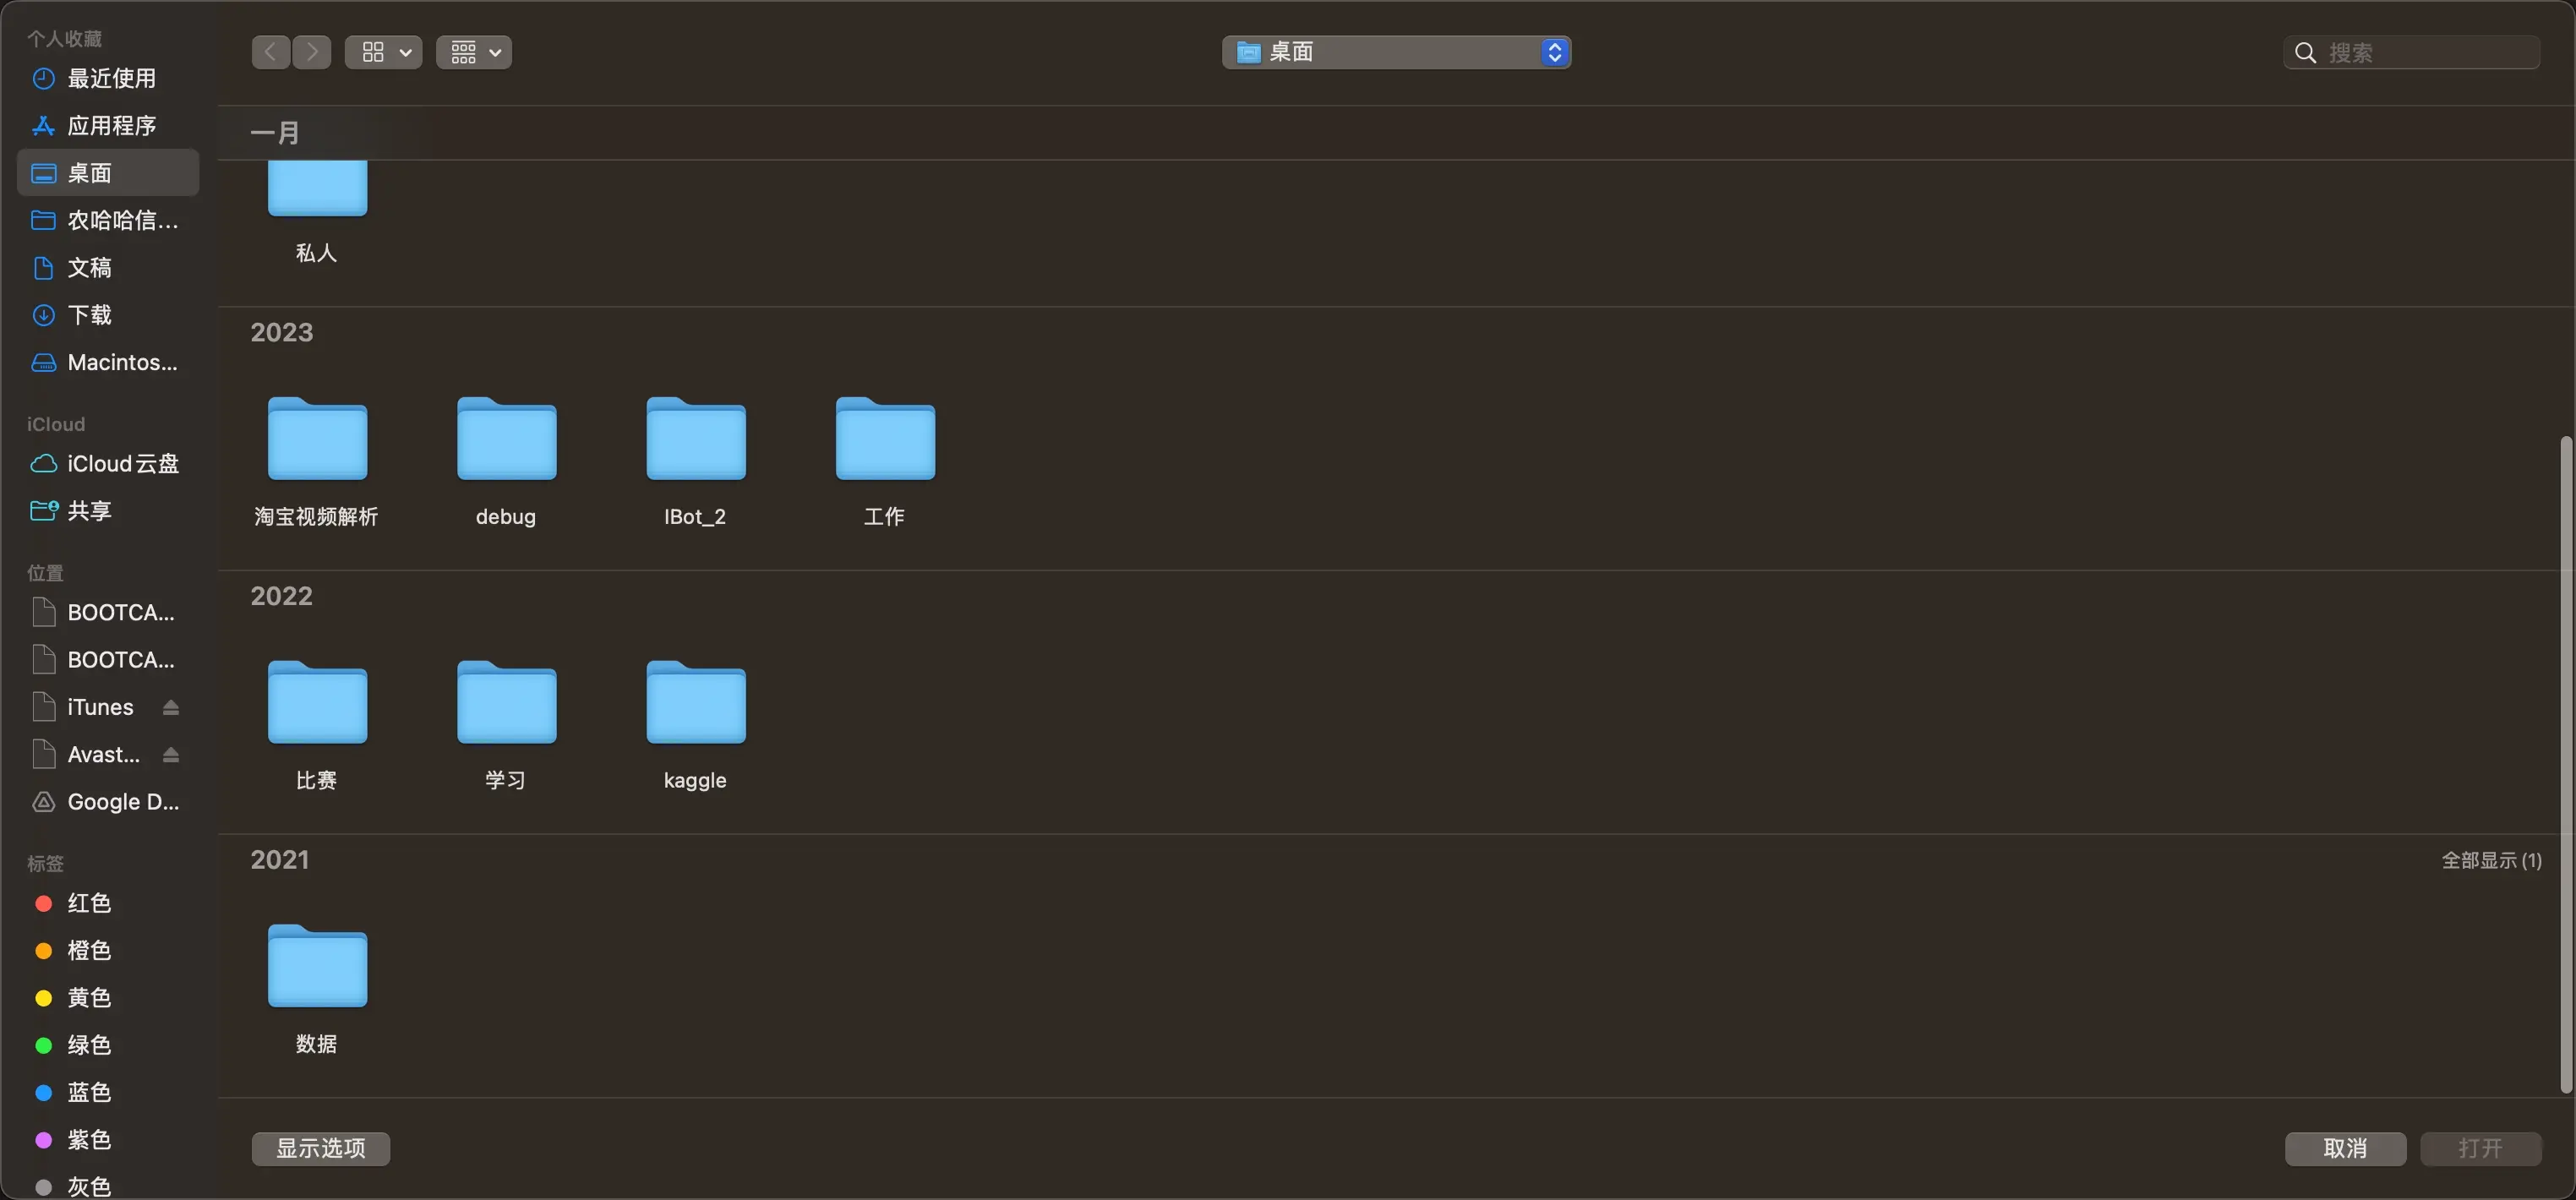 个人收藏
最近使用
应用程序
桌面
农哈哈信...
文稿
下载
Macintos...
iCloud
iCloud云盘
共享
位置
BOOTCA...
BOOTCA...
iTunes
Avast...
Google D...
标签
红色
橙色
黄色
绿色
蓝色
紫色
灰色
桌面
搜索
一月
私人
2023
淘宝视频解析
debug
IBot_2
工作
2022
比赛
学习
kaggle
2021
全部显示 (1)
数据
显示选项
取消
打开